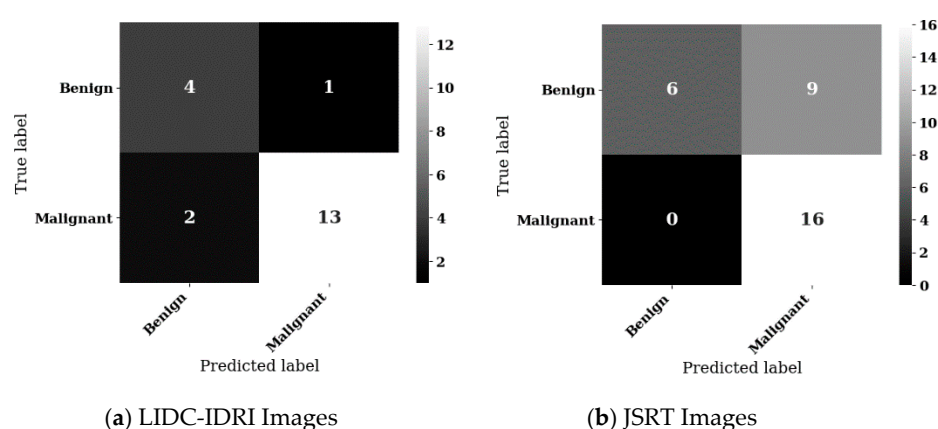 Benign 4 1
Malignant 2 13
12
10
8
6
4
2
True label
Benign
Malignant
Predicted label
(a) LIDC-IDRI Images
Benign 6 9
Malignant 0 16
16
14
12
10
8
6
4
2
0
True label
Benign
Malignant
Predicted label
(b) JSRT Images